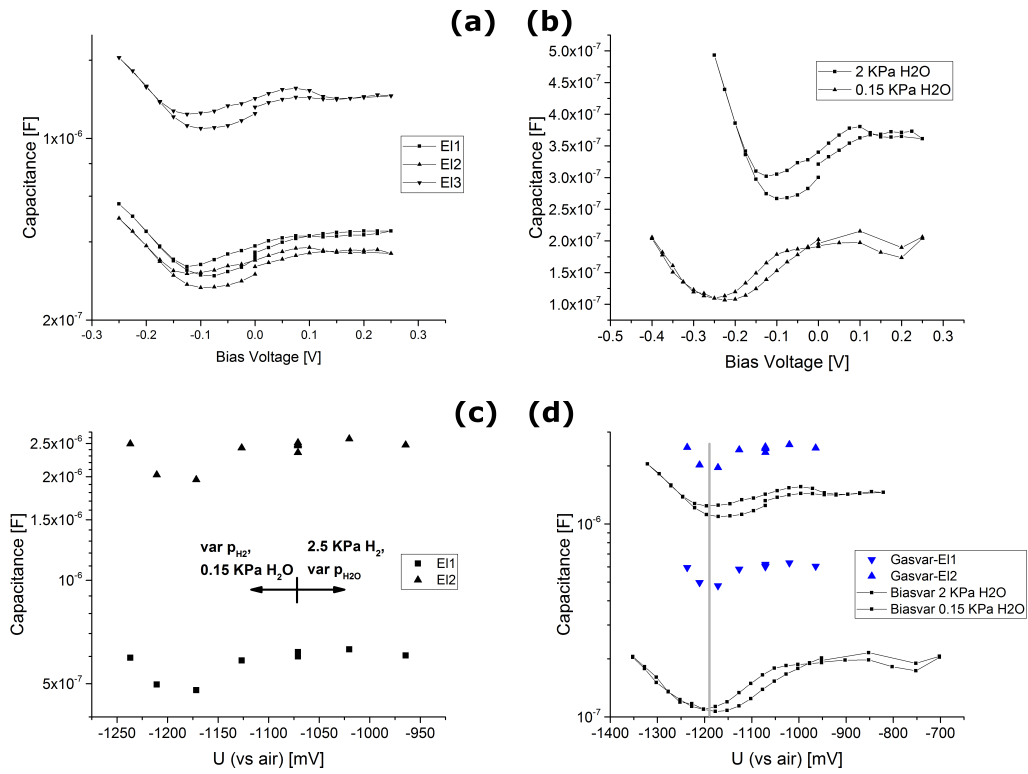 (a)
Capacitance [F]
1x10⁻⁶
2x10⁻⁷
-0.3 -0.2 -0.1 0.0 0.1 0.2 0.3
Bias Voltage [V]
El1
El2
El3
(b)
Capacitance [F]
5.0x10⁻⁷
4.5x10⁻⁷
4.0x10⁻⁷
3.5x10⁻⁷
3.0x10⁻⁷
2.5x10⁻⁷
2.0x10⁻⁷
1.5x10⁻⁷
1.0x10⁻⁷
-0.5 -0.4 -0.3 -0.2 -0.1 0.0 0.1 0.2 0.3
Bias Voltage [V]
2 KPa H2O
0.15 KPa H2O
(c)
Capacitance [F]
2.5x10⁻⁶
2x10⁻⁶
1.5x10⁻⁶
10⁻⁶
5x10⁻⁷
-1250 -1200 -1150 -1100 -1050 -1000 -950
U (vs air) [mV]
var p_H2,
0.15 KPa H₂O
2.5 KPa H₂,
var p_H2O
El1
El2
(d)
Capacitance [F]
10⁻⁶
10⁻⁷
-1400 -1300 -1200 -1100 -1000 -900 -800 -700
U (vs air) [mV]
Gasvar-El1
Gasvar-El2
Biasvar 2 KPa H2O
Biasvar 0.15 KPa H2O